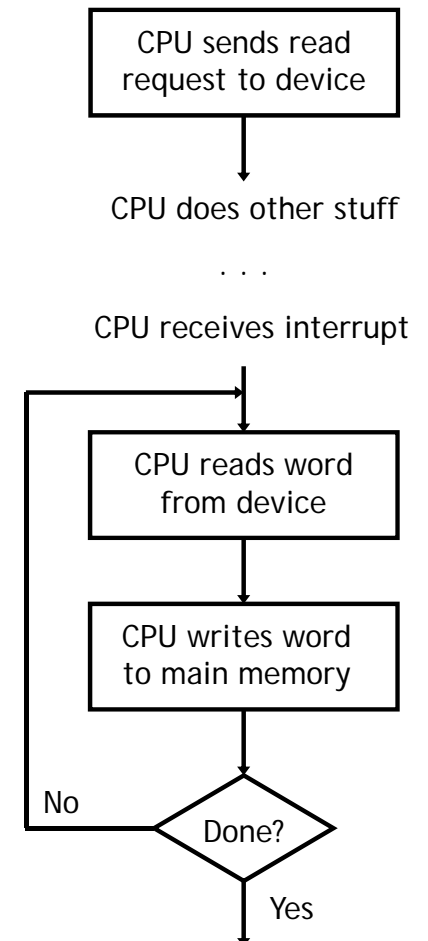 CPU sends read
request to device
CPU does other stuff
. . .
CPU receives interrupt
CPU reads word
from device
CPU writes word
to main memory
No
Done?
Yes